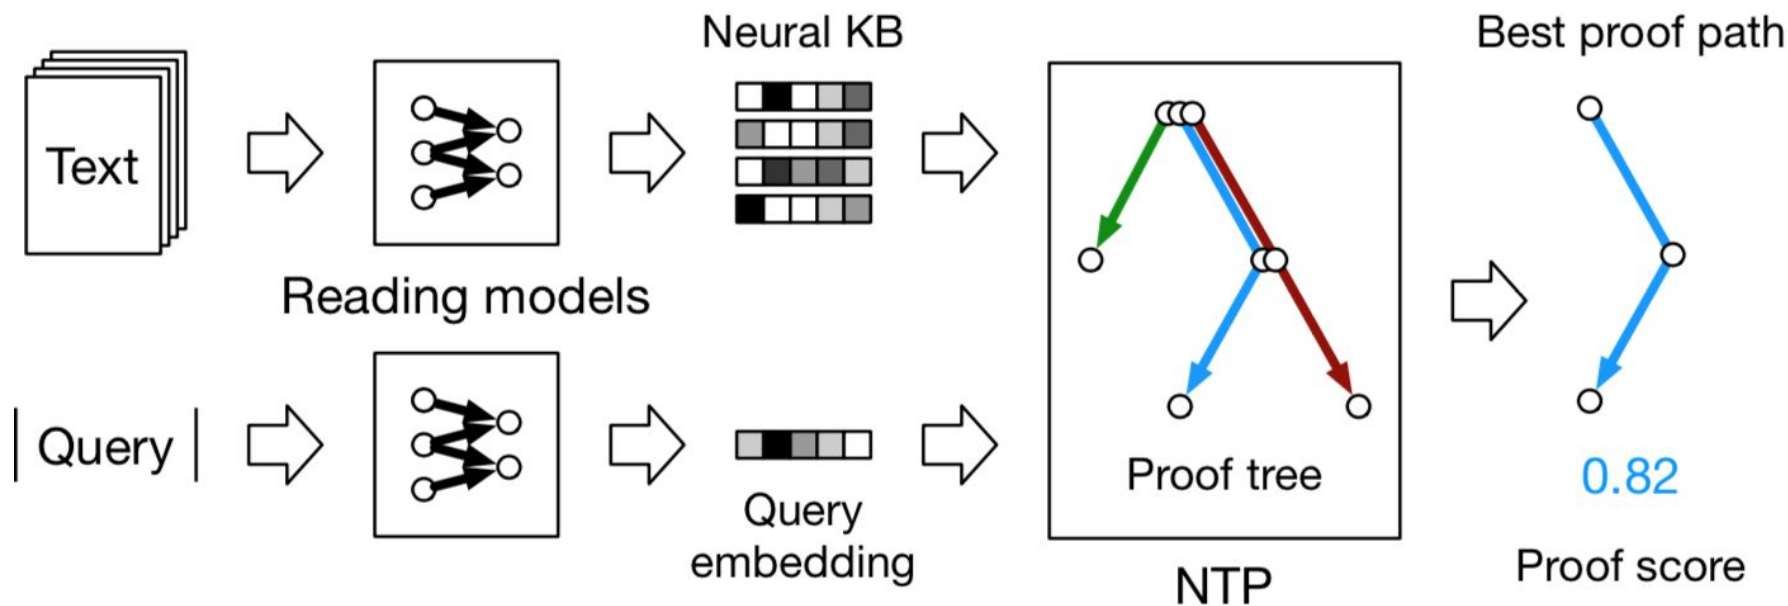 Text
Reading models
Neural KB
Query
Query
embedding
Proof tree
NTP
Best proof path
0.82
Proof score